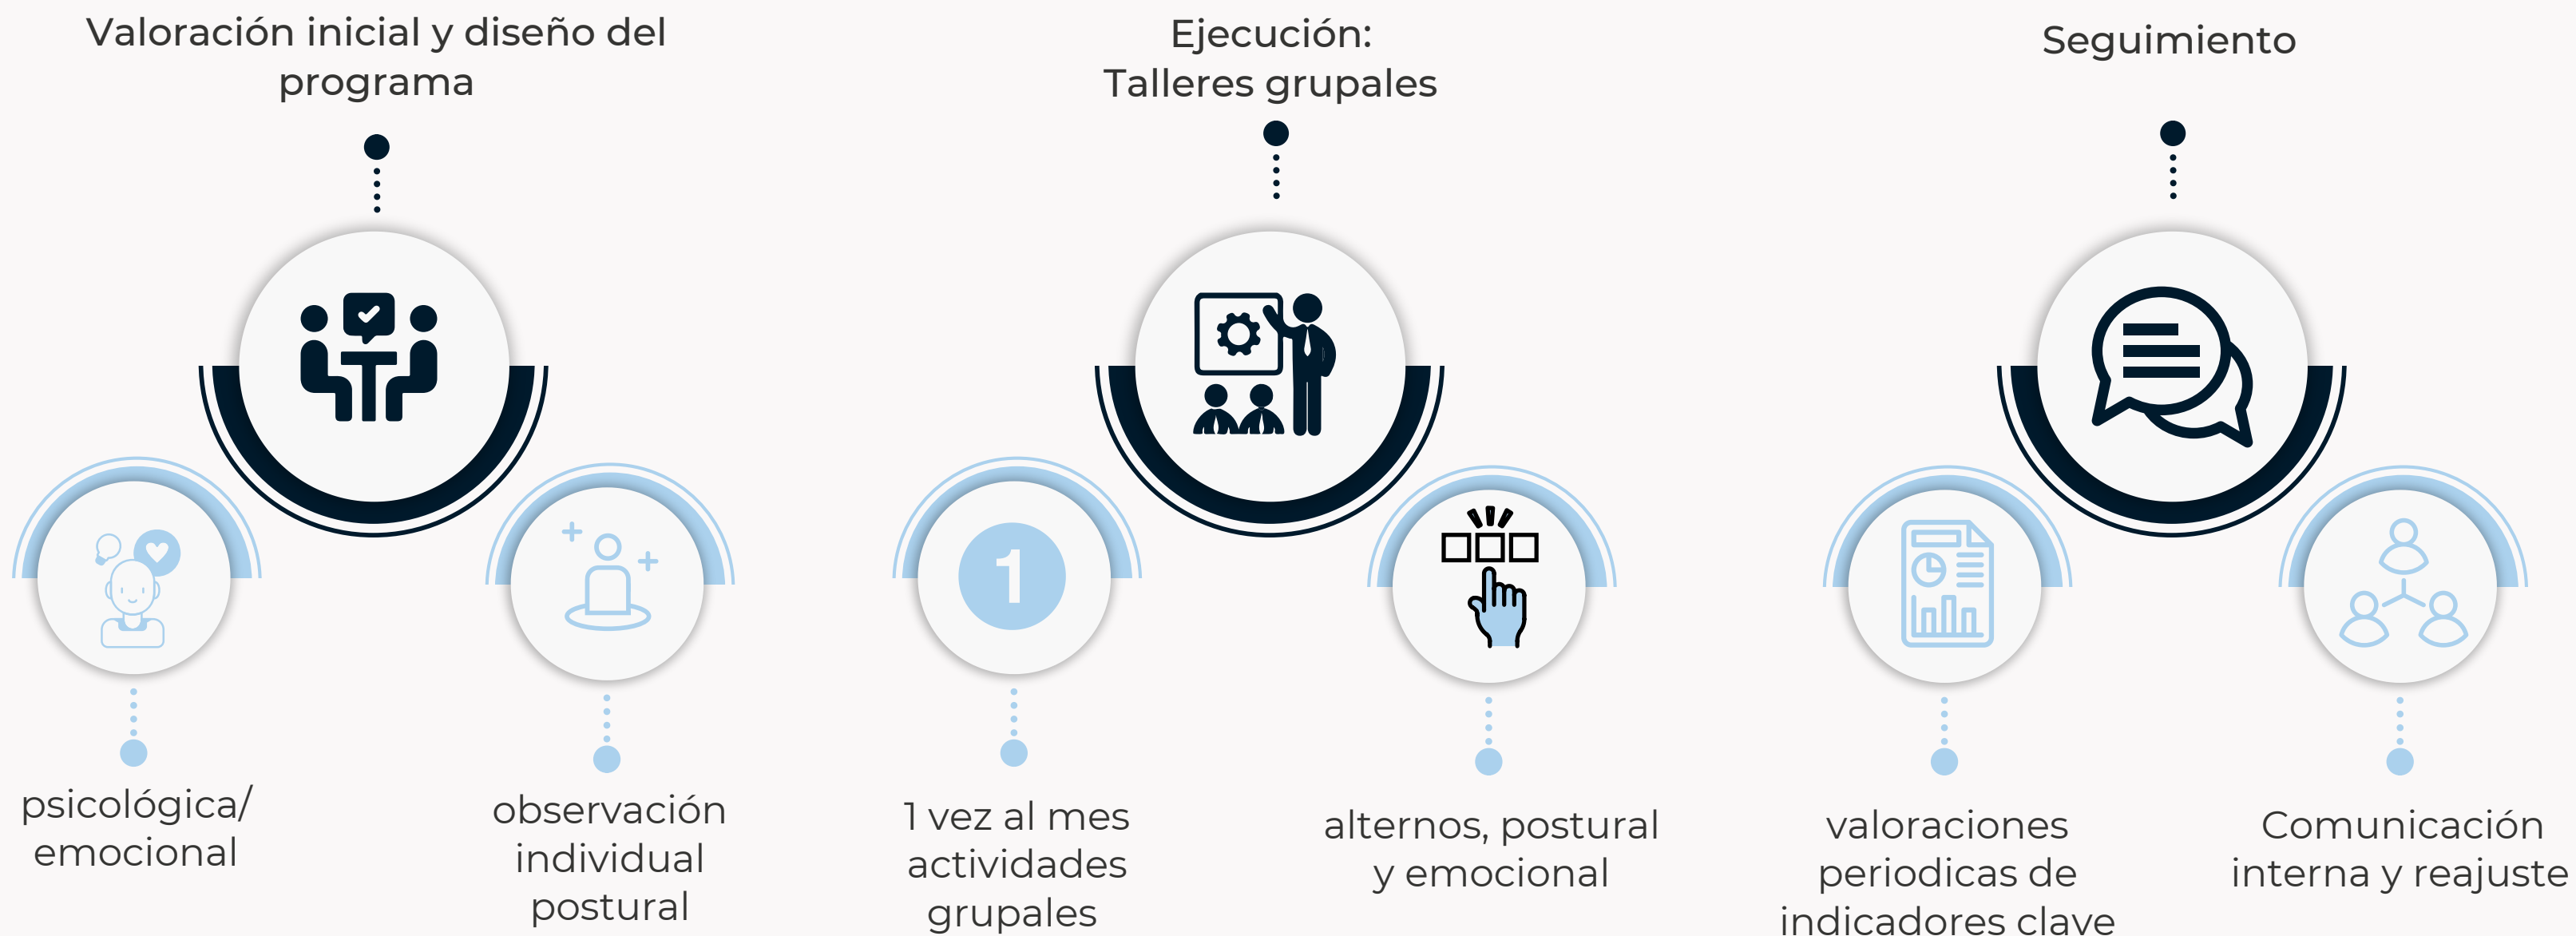 Valoración inicial y diseño del
programa
Ejecución:
Talleres grupales
Seguimiento
1
psicológica/
emocional
observación
individual
postural
1 vez al mes
actividades
grupales
alternos, postural
y emocional
valoraciones
periodicas de
indicadores clave
Comunicación
interna y reajuste